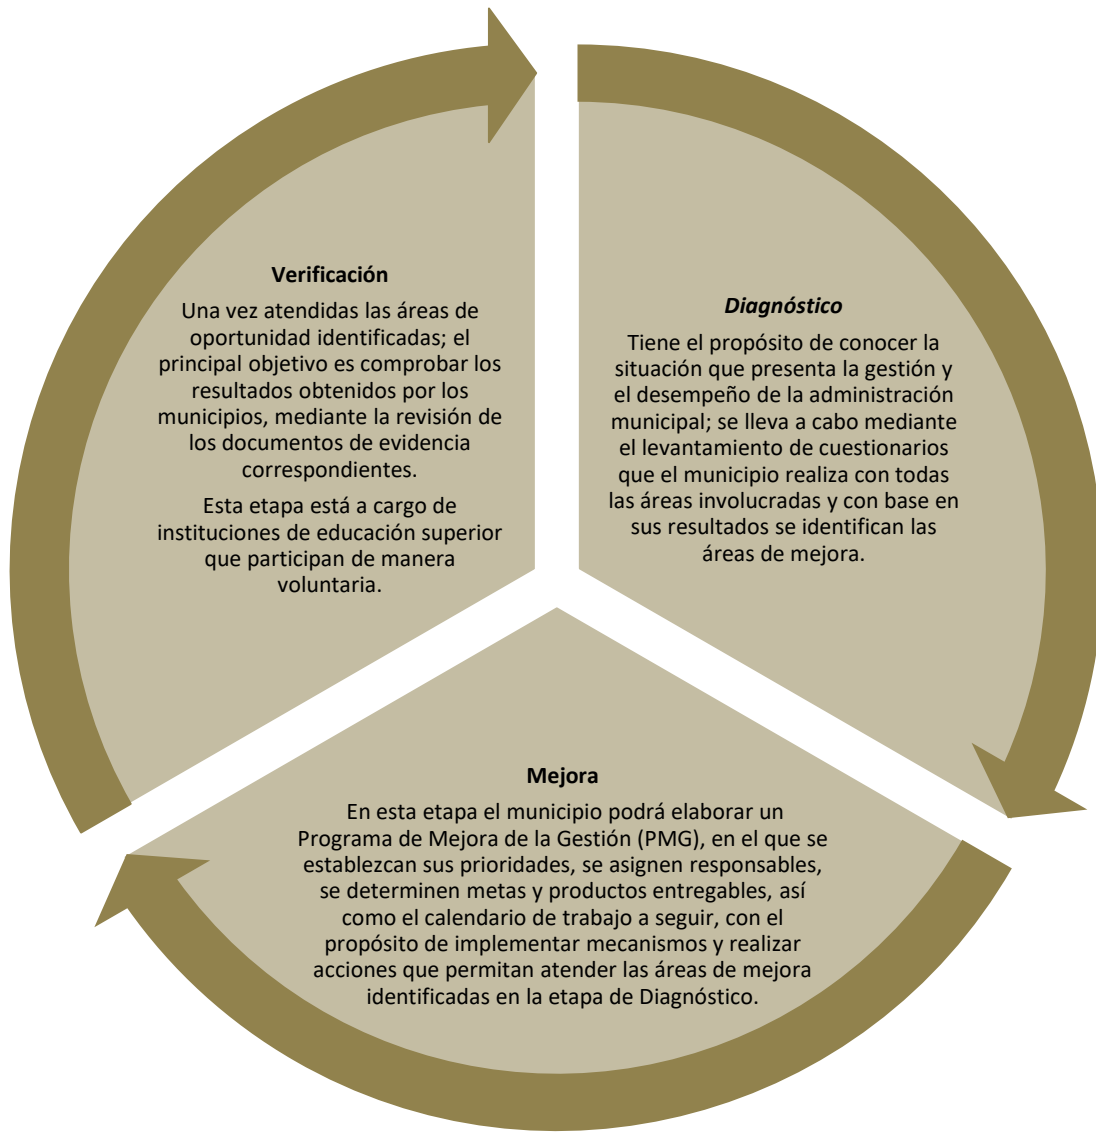 Verificación
Una vez atendidas las áreas de
oportunidad identificadas; el
principal objetivo es comprobar los
resultados obtenidos por los
municipios, mediante la revisión de
los documentos de evidencia
correspondientes.
Esta etapa está a cargo de
instituciones de educación superior
que participan de manera
voluntaria.
Diagnóstico
Tiene el propósito de conocer la
situación que presenta la gestión y
el desempeño de la administración
municipal; se lleva a cabo mediante
el levantamiento de cuestionarios
que el municipio realiza con todas
las áreas involucradas y con base en
sus resultados se identifican las
áreas de mejora.
Mejora
En esta etapa el municipio podrá elaborar un
Programa de Mejora de la Gestión (PMG), en el que se
establezcan sus prioridades, se asignen responsables,
se determinen metas y productos entregables, así
como el calendario de trabajo a seguir, con el
propósito de implementar mecanismos y realizar
acciones que permitan atender las áreas de mejora
identificadas en la etapa de Diagnóstico.